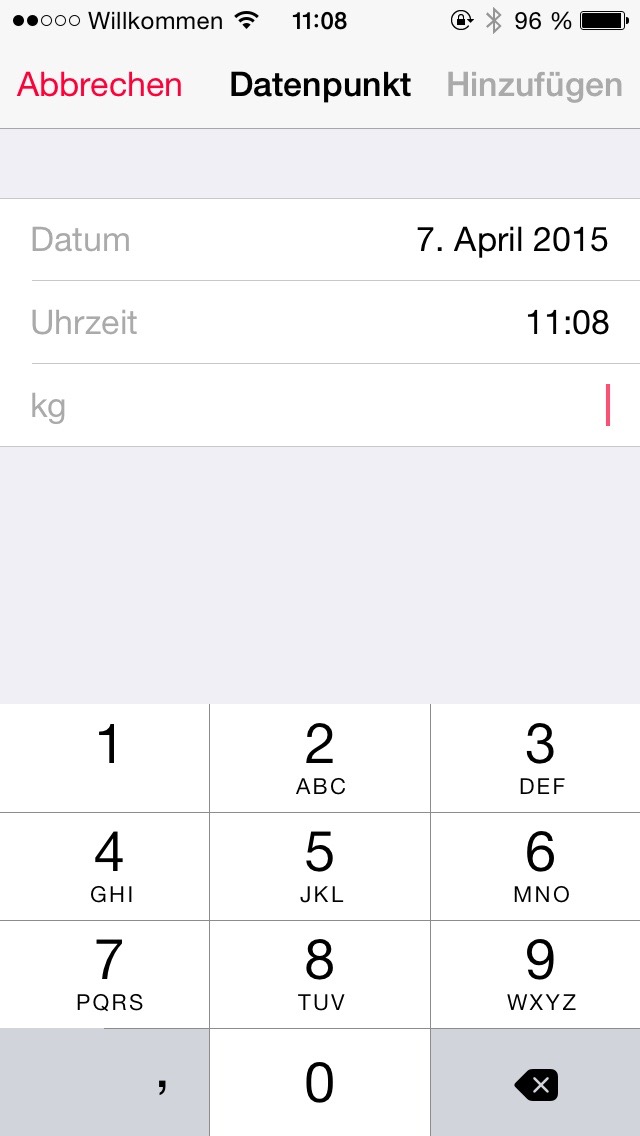 Willkommen 11:08 96 %
Abbrechen Datenpunkt Hinzufügen
Datum 7. April 2015
Uhrzeit 11:08
kg
1 2 3
ABC DEF
4 5 6
GHI JKL MNO
7 8 9
PQRS TUV WXYZ
, 0